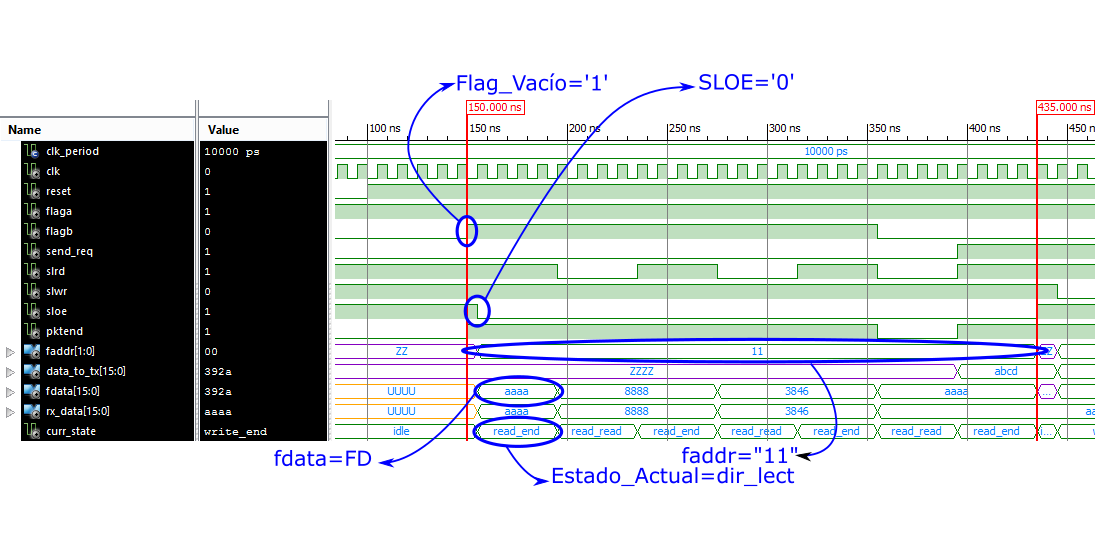 Flag_Vacío='1'
SLOE='0'
150.000 ns
435.000 ns
Name
Value
100 ns
150 ns
200 ns
250 ns
300 ns
350 ns
400 ns
clk_period
10000 ps
10000 ps
clk
0
reset
1
flaga
1
flagb
0
send_req
1
slrd
1
slwr
0
sloe
1
pktend
1
faddr[1:0]
00
ZZ
11
data_to_tx[15:0]
392a
ZZZZ
abcd
fdata[15:0]
392a
UUUU
aaaa
8888
3846
aaaa
...
rx_data[15:0]
aaaa
UUUU
aaaa
8888
3846
curr_state
write_end
idle
read_end
read_read
read_end
read_read
read_end
read_read
read_end
i...
fdata=FD
faddr="11"
Estado_Actual=dir_lect